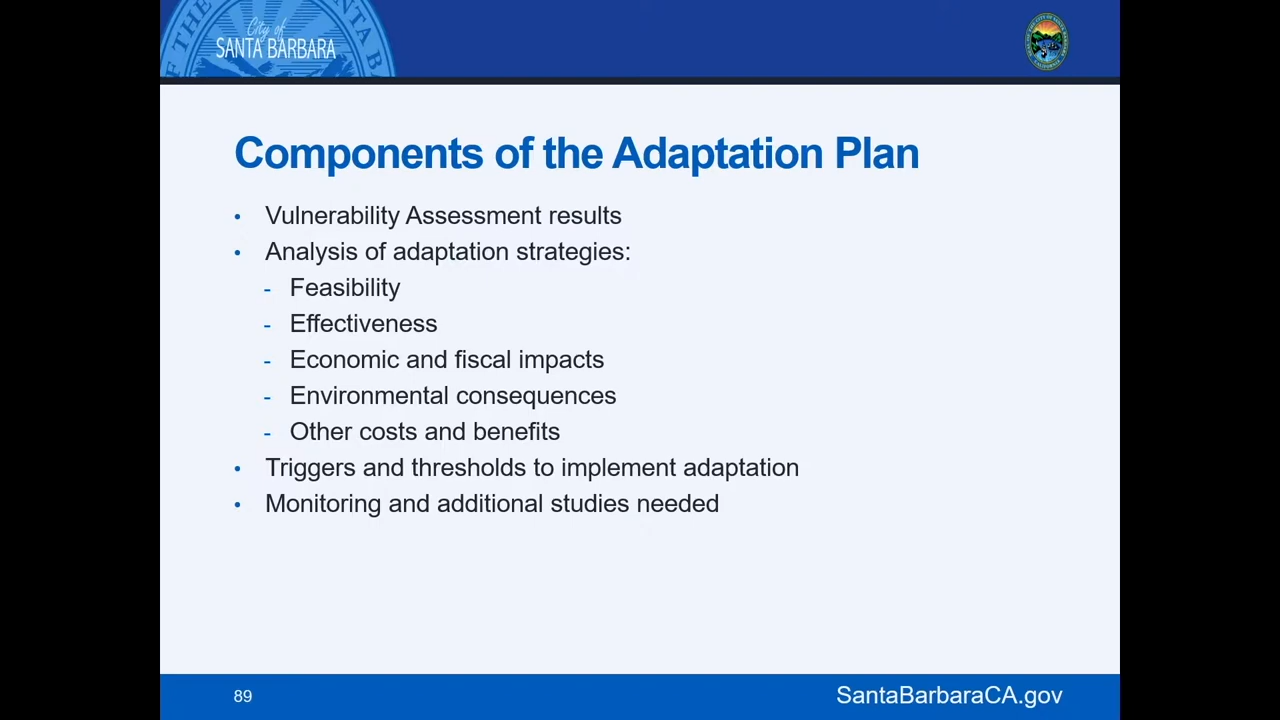 City of
SANTA BARBARA
Components of the Adaptation Plan
• Vulnerability Assessment results
• Analysis of adaptation strategies:
- Feasibility
- Effectiveness
- Economic and fiscal impacts
- Environmental consequences
- Other costs and benefits
• Triggers and thresholds to implement adaptation
• Monitoring and additional studies needed
89
SantaBarbaraCA.gov